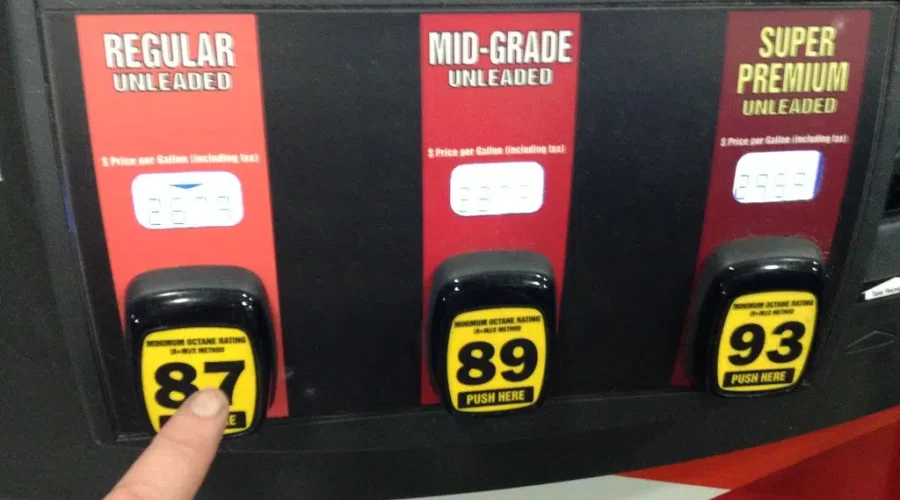 REGULAR
UNLEADED
$ Price per Gallon (including tax)
MINIMUM OCTANE RATING
(R+M)/2 METHOD
87
MID-GRADE
UNLEADED
$ Price per Gallon (including tax)
MINIMUM OCTANE RATING
(R+M)/2 METHOD
89
PUSH HERE
SUPER
PREMIUM
UNLEADED
$ Price per Gallon (including tax)
MINIMUM OCTANE RATING
(R+M)/2 METHOD
93
PUSH HERE